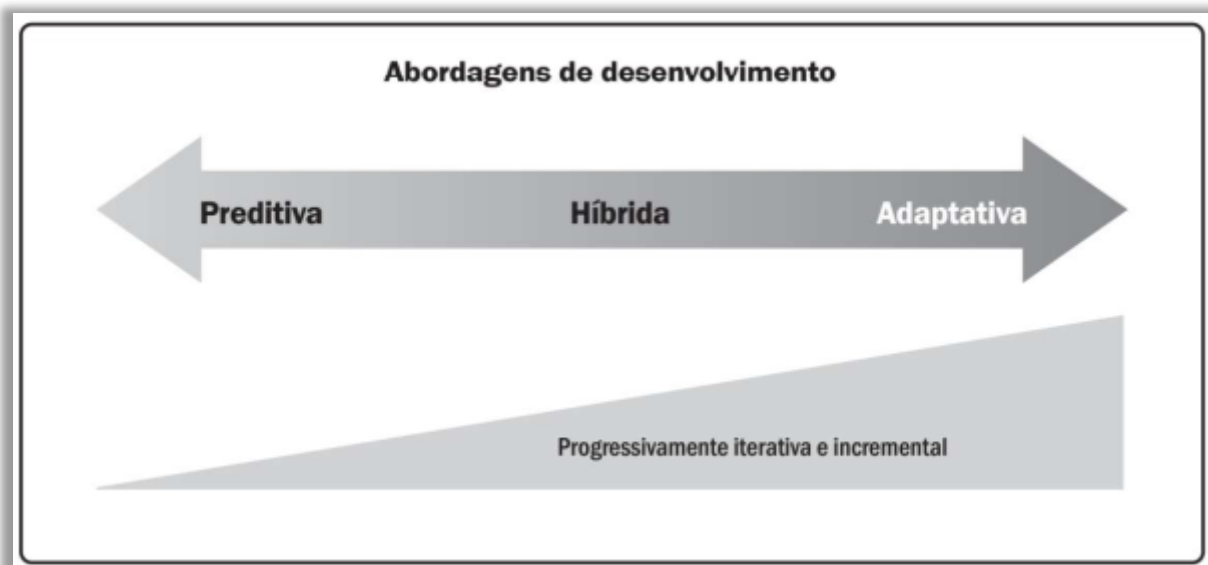 Abordagens de desenvolvimento
Preditiva Híbrida Adaptativa
Progressivamente iterativa e incremental